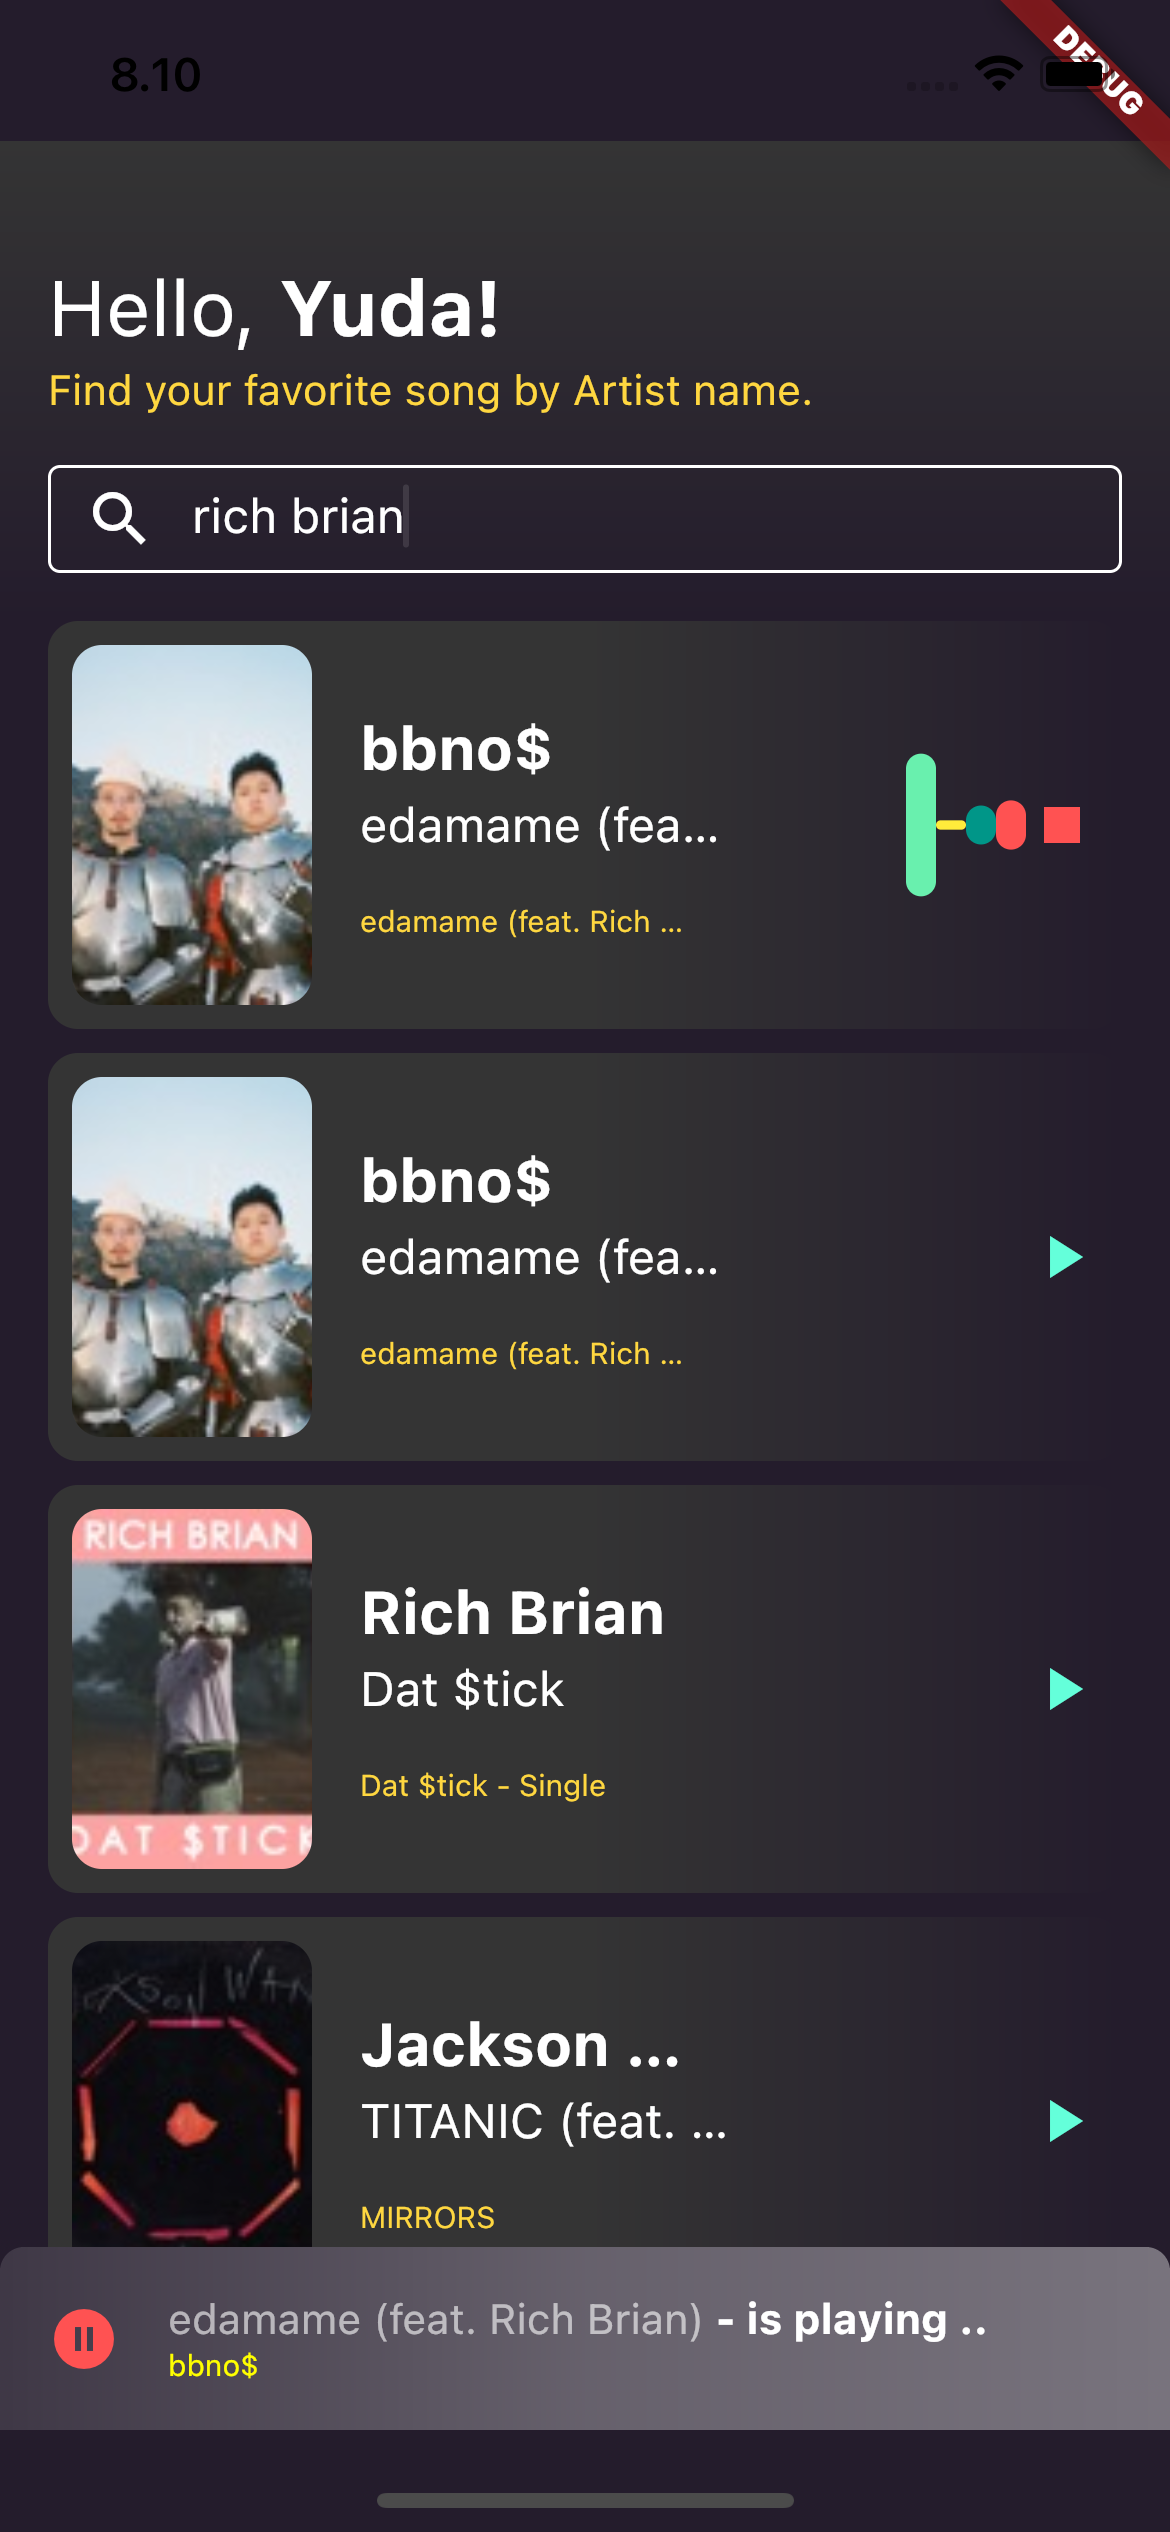 8.10
DEBUG
Hello, Yuda!
Find your favorite song by Artist name.
rich brian
bbno$
edamame (fea...
edamame (feat. Rich ...
bbno$
edamame (fea...
edamame (feat. Rich ...
RICH BRIAN
DAT $TICK
Rich Brian
Dat $tick
Dat $tick - Single
Jackson ...
TITANIC (feat. ...
MIRRORS
edamame (feat. Rich Brian) - is playing ..
bbno$